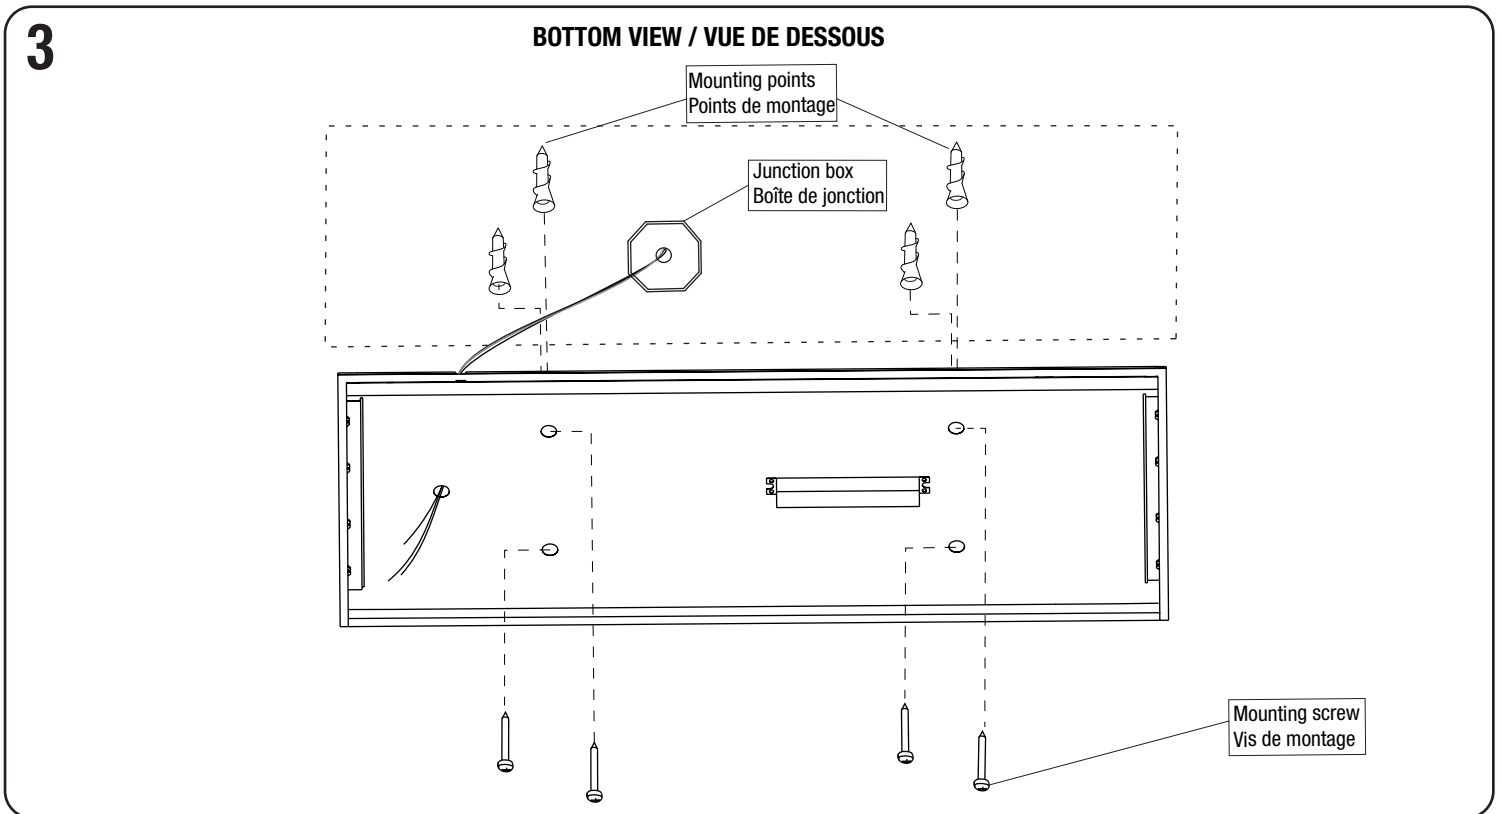 3
BOTTOM VIEW / VUE DE DESSOUS
Mounting points
Points de montage
Junction box
Boîte de jonction
Mounting screw
Vis de montage